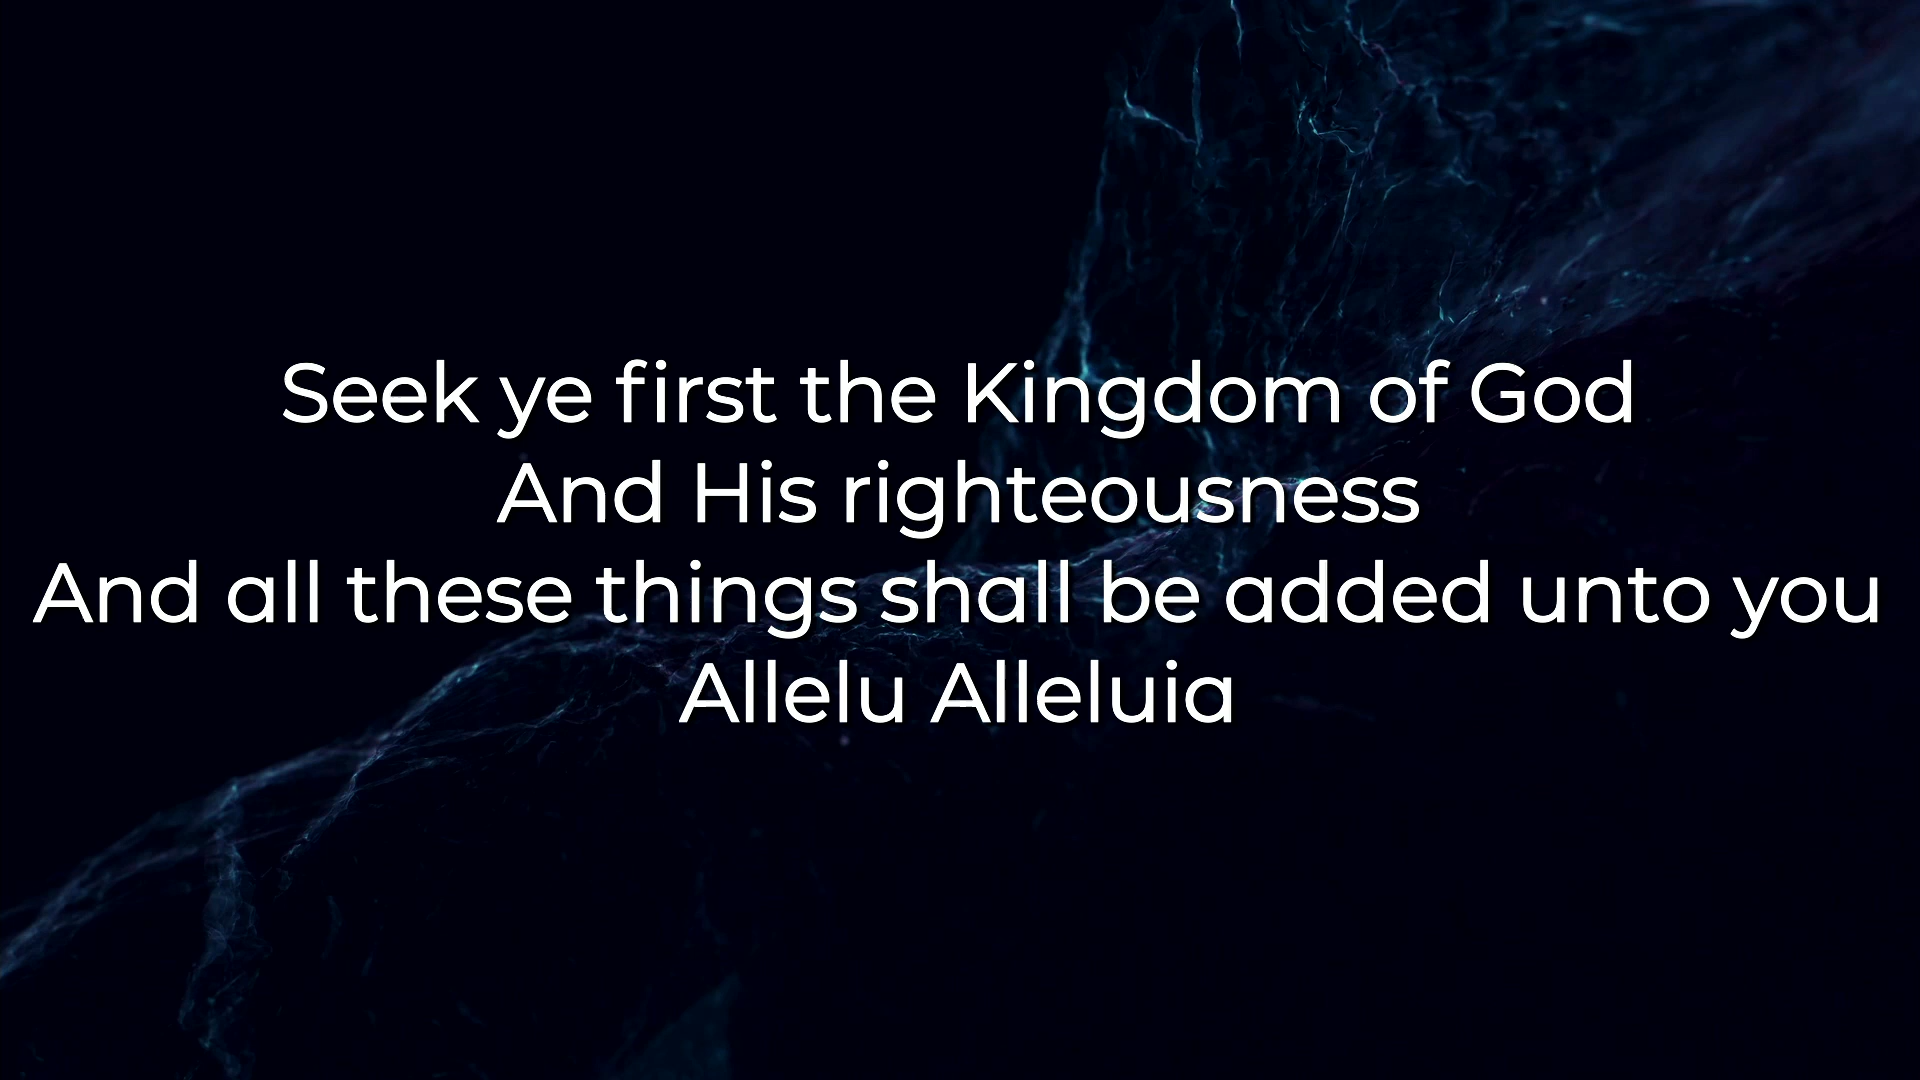 Seek ye first the Kingdom of God
And His righteousness
And all these things shall be added unto you
Allelu Alleluia